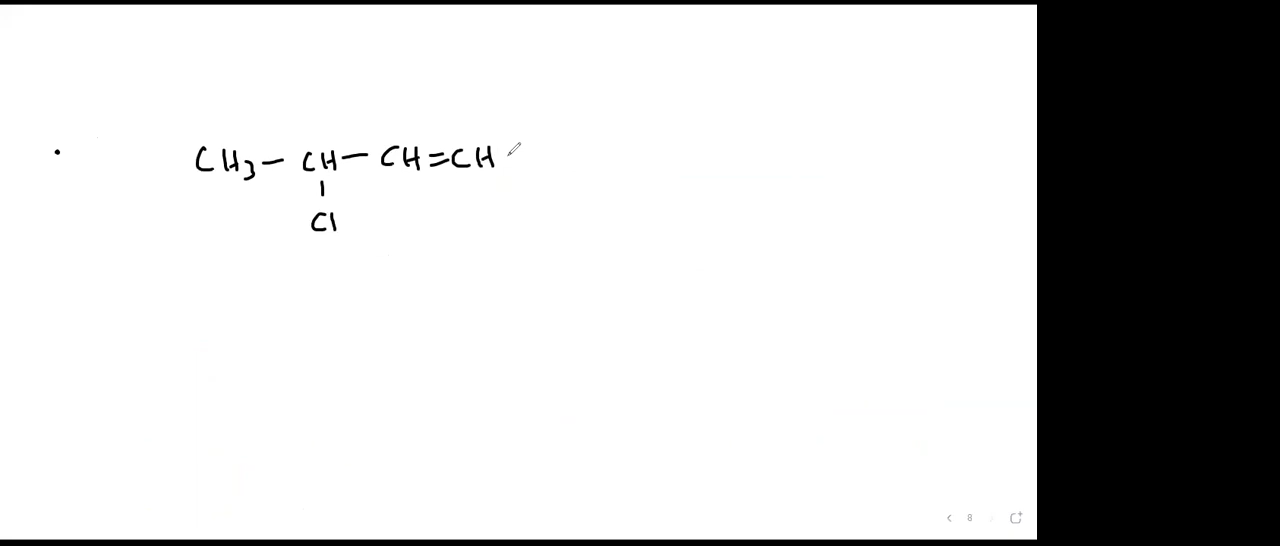 CH3 – CH – CH = CH
|
Cl
< 8